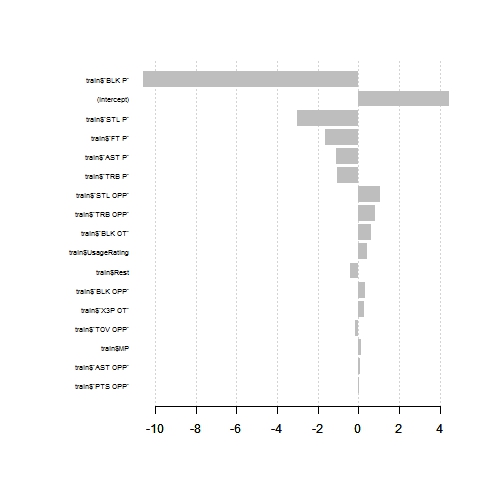 train$`BLK P`
(Intercept)
train$`STL P`
train$`FT P`
train$`AST P`
train$`TRB P`
train$`STL OPP`
train$`TRB OPP`
train$`BLK OT`
train$UsageRating
train$Rest
train$`BLK OPP`
train$`X3P OT`
train$`TOV OPP`
train$MP
train$`AST OPP`
train$`PTS OPP`
-10 -8 -6 -4 -2 0 2 4